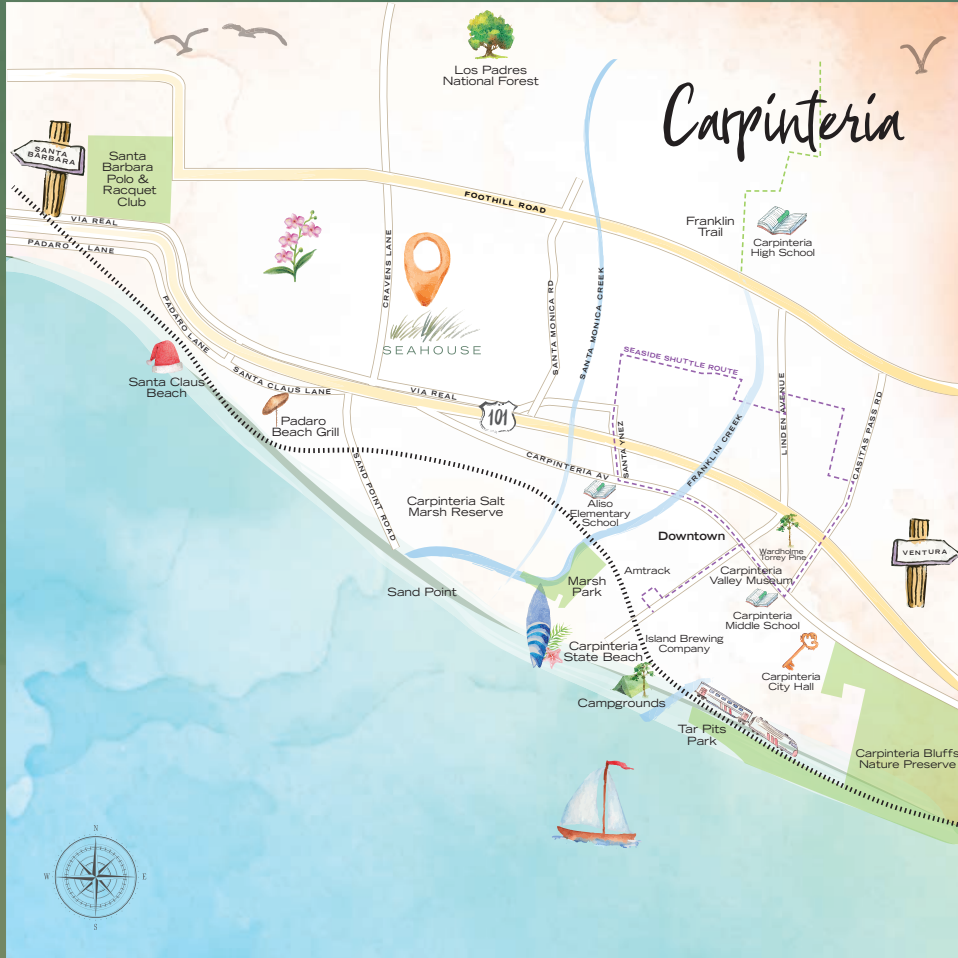 Los Padres
National Forest
Carpinteria
SANTA
BARBARA
Santa
Barbara
Polo &
Racquet
Club
VIA REAL
PADARO LANE
FOOTHILL ROAD
Franklin
Trail
Carpinteria
High School
CRAVENS LANE
SANTA MONICA RD
SANTA MONICA CREEK
SEAHOUSE
PADARO LANE
SEASIDE SHUTTLE ROUTE
Santa Claus
Beach
SANTA CLAUS LANE
VIA REAL
101
LINDEN AVENUE
CASITAS PASS RD
Padaro
Beach Grill
SANTA YNEZ
FRANKLIN CREEK
CARPINTERIA AV
SAND POINT ROAD
Carpinteria Salt
Marsh Reserve
Aliso
Elementary
School
Downtown
Wardholme
Torrey Pine
VENTURA
Amtrack
Carpinteria
Valley Museum
Marsh
Park
Sand Point
Carpinteria
Middle School
Carpinteria
State Beach
Island Brewing
Company
Carpinteria
City Hall
Campgrounds
Tar Pits
Park
Carpinteria Bluffs
Nature Preserve
N
W
E
S